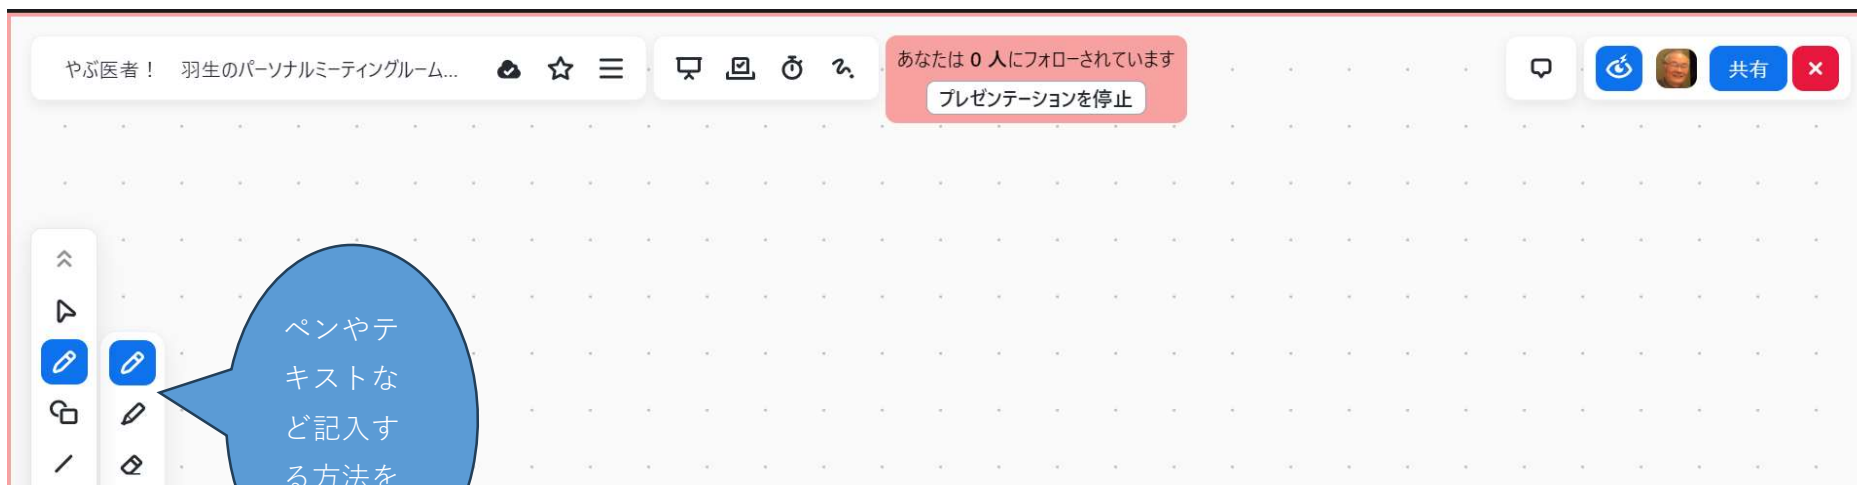 やぶ医者！　羽生のパーソナルミーティングルーム...
あなたは 0 人にフォローされています
プレゼンテーションを停止
共有
ペンやテ
キストな
ど記入す
る方法を